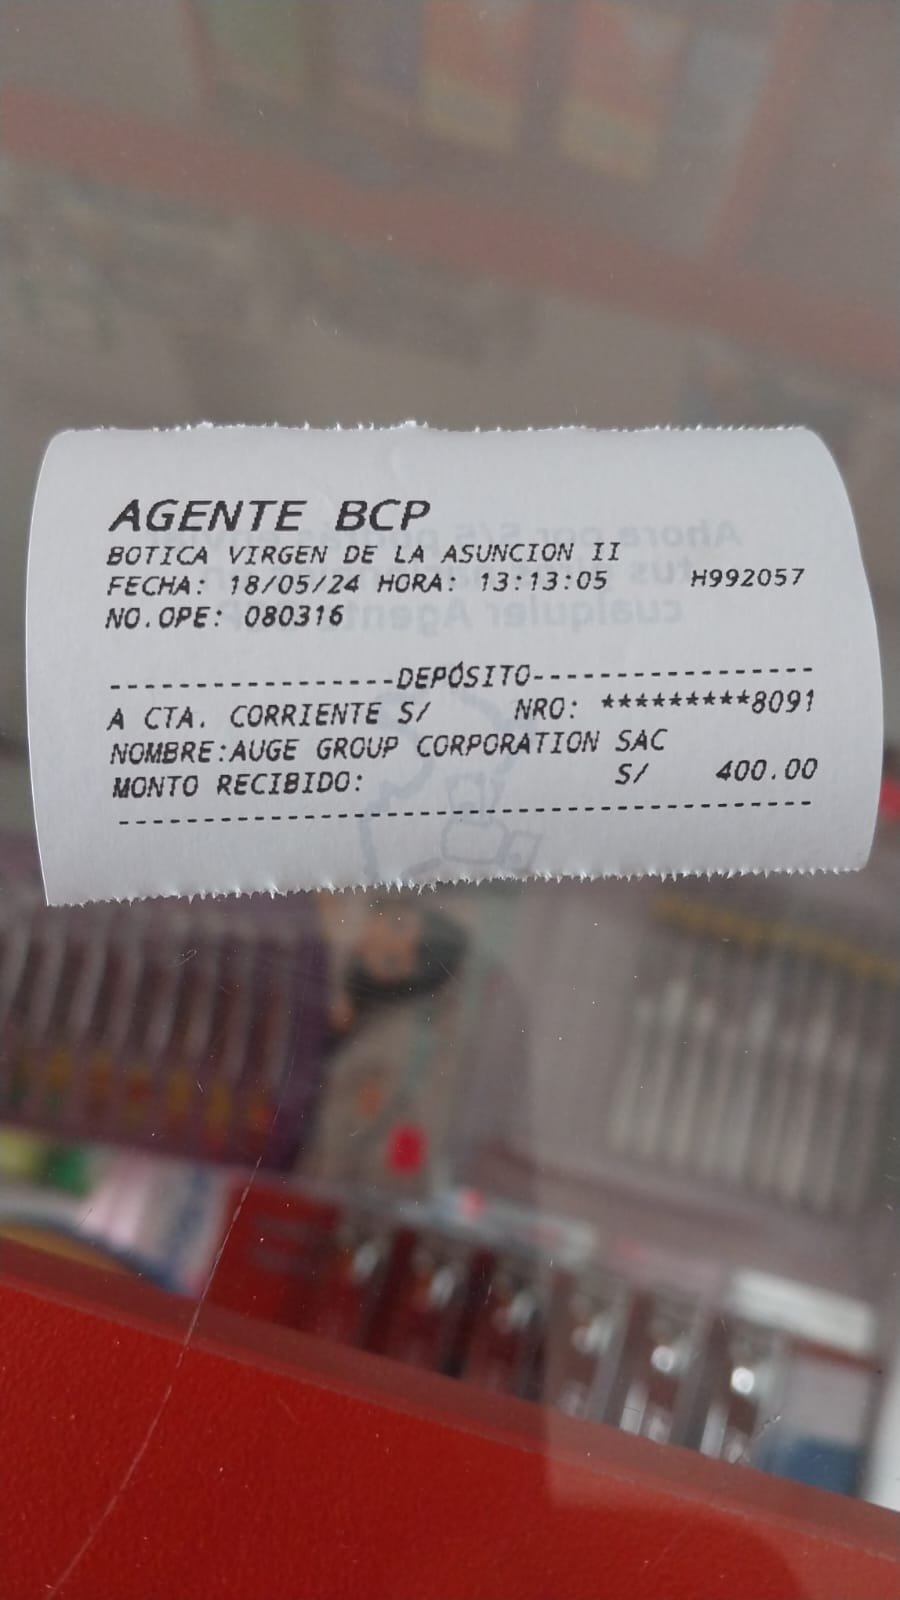 AGENTE BCP
BOTICA VIRGEN DE LA ASUNCION II
FECHA: 18/05/24 HORA: 13:13:05 H992057
NO.OPE: 080316
-----------------DEPÓSITO-----------------
A CTA. CORRIENTE S/ NRO: *********8091
NOMBRE:AUGE GROUP CORPORATION SAC
MONTO RECIBIDO: S/ 400.00
------------------------------------------